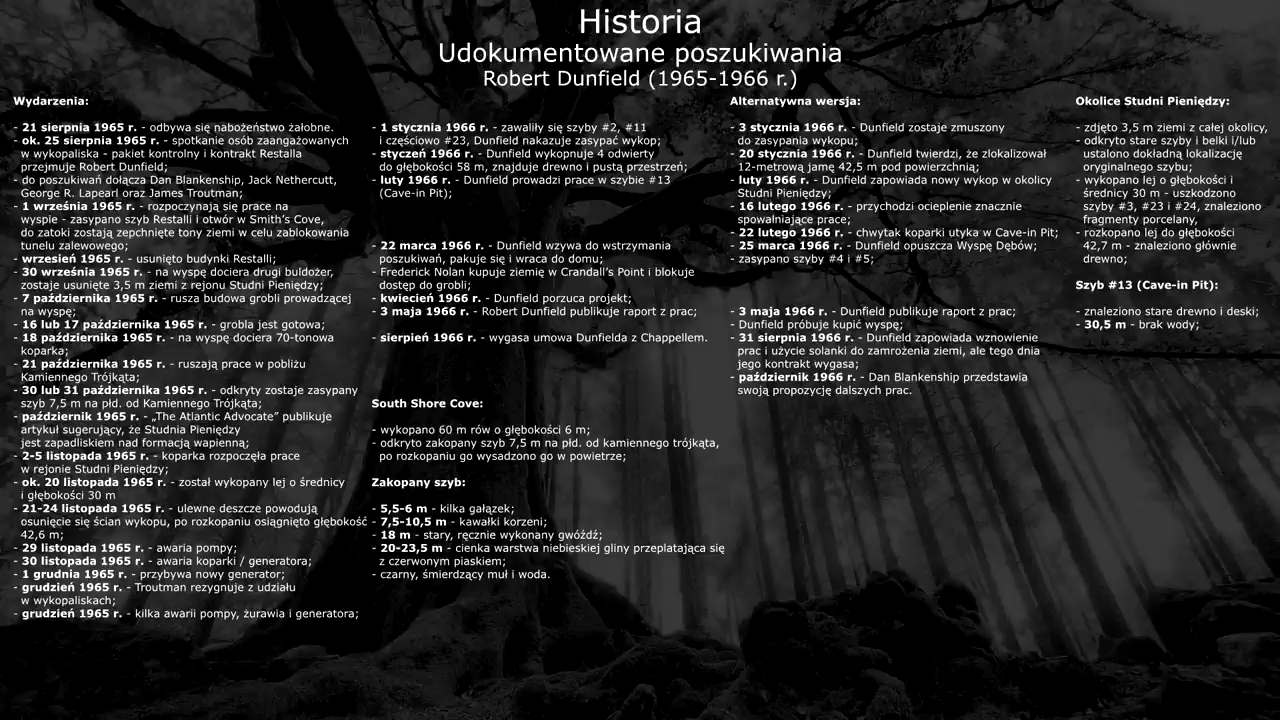 Historia
Udokumentowane poszukiwania
Robert Dunfield (1965-1966 r.)
Wydarzenia:
- 21 sierpnia 1965 r. - odbywa się nabożeństwo żałobne.
- ok. 25 sierpnia 1965 r. - spotkanie osób zaangażowanych
w wykopaliska - pakiet kontrolny i kontrakt Restalla
przejmuje Robert Dunfield;
- do poszukiwań dołącza Dan Blankenship, Jack Nethercutt,
George R. Lapearl oraz James Troutman;
- 1 września 1965 r. - rozpoczynają się prace na
wyspie - zasypano szyb Restalli i otwór w Smith's Cove,
do zatoki zostają zepchnięte tony ziemi w celu zablokowania
tunelu zalewowego;
- wrzesień 1965 r. - usunięto budynki Restalli;
- 30 września 1965 r. - na wyspę dociera drugi buldożer,
zostaje usunięte 3,5 m ziemi z rejonu Studni Pieniędzy;
- 7 października 1965 r. - rusza budowa grobli prowadzącej
na wyspę;
- 16 lub 17 października 1965 r. - grobla jest gotowa;
- 18 października 1965 r. - na wyspę dociera 70-tonowa
koparka;
- 21 października 1965 r. - ruszają prace w pobliżu
Kamiennego Trójkąta;
- 30 lub 31 października 1965 r. - odkryty zostaje zasypany
szyb 7,5 m na płd. od Kamiennego Trójkąta;
- październik 1965 r. - „The Atlantic Advocate” publikuje
artykuł sugerujący, że Studnia Pieniędzy
jest zapadliskiem nad formacją wapienną;
- 2-5 listopada 1965 r. - koparka rozpoczęła prace
w rejonie Studni Pieniędzy;
- ok. 20 listopada 1965 r. - został wykopany lej o średnicy
i głębokości 30 m
- 21-24 listopada 1965 r. - ulewne deszcze powodują
osunięcie się ścian wykopu, po rozkopaniu osiągnięto głębokość
42,6 m;
- 29 listopada 1965 r. - awaria pompy;
- 30 listopada 1965 r. - awaria koparki / generatora;
- 1 grudnia 1965 r. - przybywa nowy generator;
- grudzień 1965 r. - Troutman rezygnuje z udziału
w wykopaliskach;
- grudzień 1965 r. - kilka awarii pompy, żurawia i generatora;
- 1 stycznia 1966 r. - zawaliły się szyby #2, #11
i częściowo #23, Dunfield nakazuje zasypać wykop;
- styczeń 1966 r. - Dunfield wykopnuje 4 odwierty
do głębokości 58 m, znajduje drewno i pustą przestrzeń;
- luty 1966 r. - Dunfield prowadzi prace w szybie #13
(Cave-in Pit);
- 22 marca 1966 r. - Dunfield wzywa do wstrzymania
poszukiwań, pakuje się i wraca do domu;
- Frederick Nolan kupuje ziemię w Crandall's Point i blokuje
dostęp do grobli;
- kwiecień 1966 r. - Dunfield porzuca projekt;
- 3 maja 1966 r. - Robert Dunfield publikuje raport z prac;
- sierpień 1966 r. - wygasa umowa Dunfielda z Chappellem.
South Shore Cove:
- wykopano 60 m rów o głębokości 6 m;
- odkryto zakopany szyb 7,5 m na płd. od kamiennego trójkąta,
po rozkopaniu go wysadzono go w powietrze;
Zakopany szyb:
- 5,5-6 m - kilka gałązek;
- 7,5-10,5 m - kawałki korzeni;
- 18 m - stary, ręcznie wykonany gwóźdź;
- 20-23,5 m - cienka warstwa niebieskiej gliny przeplatająca się
z czerwonym piaskiem;
- czarny, śmierdzący muł i woda.
Alternatywna wersja:
- 3 stycznia 1966 r. - Dunfield zostaje zmuszony
do zasypania wykopu;
- 20 stycznia 1966 r. - Dunfield twierdzi, że zlokalizował
12-metrową jamę 42,5 m pod powierzchnią;
- luty 1966 r. - Dunfield zapowiada nowy wykop w okolicy
Studni Pieniędzy;
- 16 lutego 1966 r. - przychodzi ocieplenie znacznie
spowalniające prace;
- 22 lutego 1966 r. - chwytak koparki utyka w Cave-in Pit;
- 25 marca 1966 r. - Dunfield opuszcza Wyspę Dębów;
- zasypano szyby #4 i #5;
- 3 maja 1966 r. - Dunfield publikuje raport z prac;
- Dunfield próbuje kupić wyspę;
- 31 sierpnia 1966 r. - Dunfield zapowiada wznowienie
prac i użycie solanki do zamrożenia ziemi, ale tego dnia
jego kontrakt wygasa;
- październik 1966 r. - Dan Blankenship przedstawia
swoją propozycję dalszych prac.
Okolice Studni Pieniędzy:
- zdjęto 3,5 m ziemi z całej okolicy,
- odkryto stare szyby i belki i/lub
ustalono dokładną lokalizację
oryginalnego szybu;
- wykopano lej o głębokości i
średnicy 30 m - uszkodzono
szyby #3, #23 i #24, znaleziono
fragmenty porcelany,
- rozkopano lej do głębokości
42,7 m - znaleziono głównie
drewno;
Szyb #13 (Cave-in Pit):
- znaleziono stare drewno i deski;
- 30,5 m - brak wody;